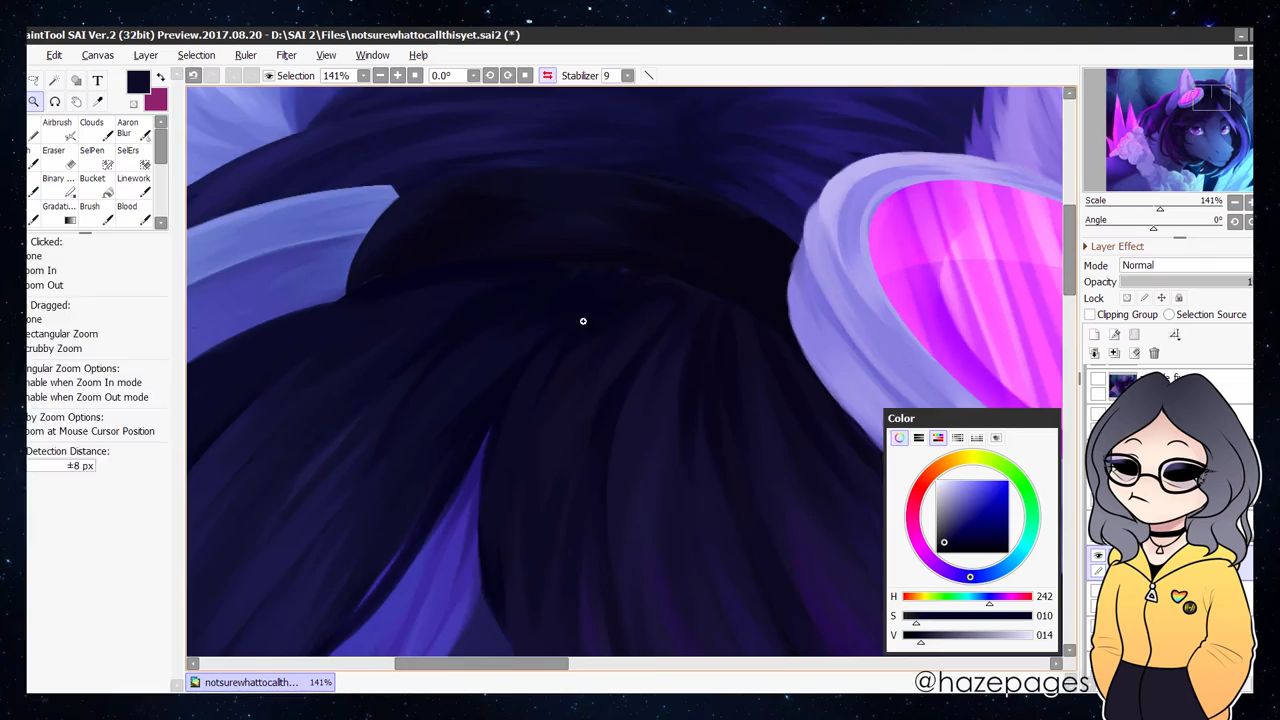 aintTool SAI Ver.2 (32bit) Preview.2017.08.20 - D:\SAI 2\Files\notsurewhattocallthisyet.sai2 (*)
Edit Canvas Layer Selection Ruler Filter View Window Help
Selection 141% 0.0° Stabilizer 9
T
Airbrush Clouds Aaron Blur
Eraser SelPen SelErs
Binary ... Bucket Linework
Gradati... Brush Blood
Clicked:
one
oom In
oom Out
Dragged:
one
ectangular Zoom
crubby Zoom
angular Zoom Options:
nable when Zoom In mode
nable when Zoom Out mode
by Zoom Options:
oom at Mouse Cursor Position
Detection Distance:
±8 px
Scale 141%
Angle 0°
Layer Effect
Mode Normal
Opacity 1
Lock
Clipping Group Selection Source
Color
H 242
S 010
V 014
notsurewhattocallth... 141%
@hazepages